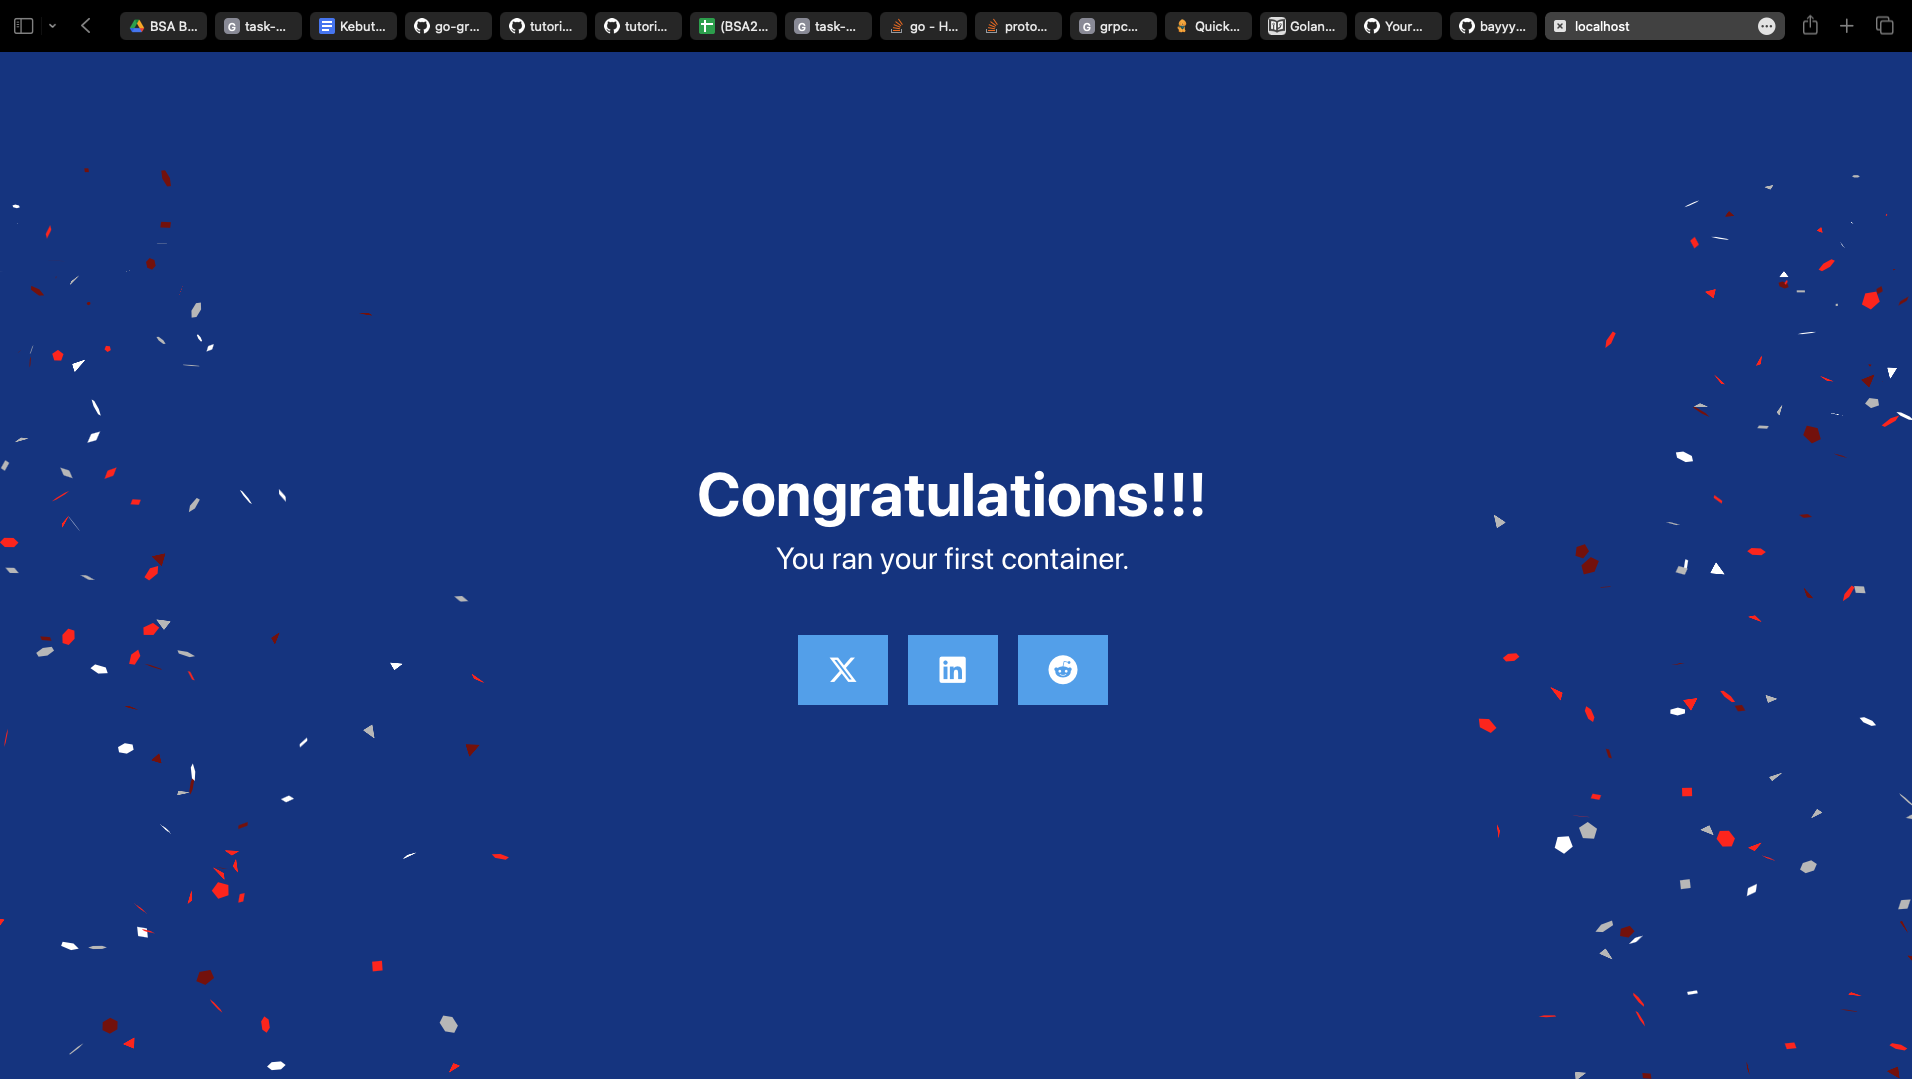 BSA B...
task-...
Kebut...
go-gr...
tutori...
tutori...
(BSA2...
task-...
go - H...
proto...
grpc...
Quick...
Golan...
Your...
bayyy...
localhost
Congratulations!!!
You ran your first container.